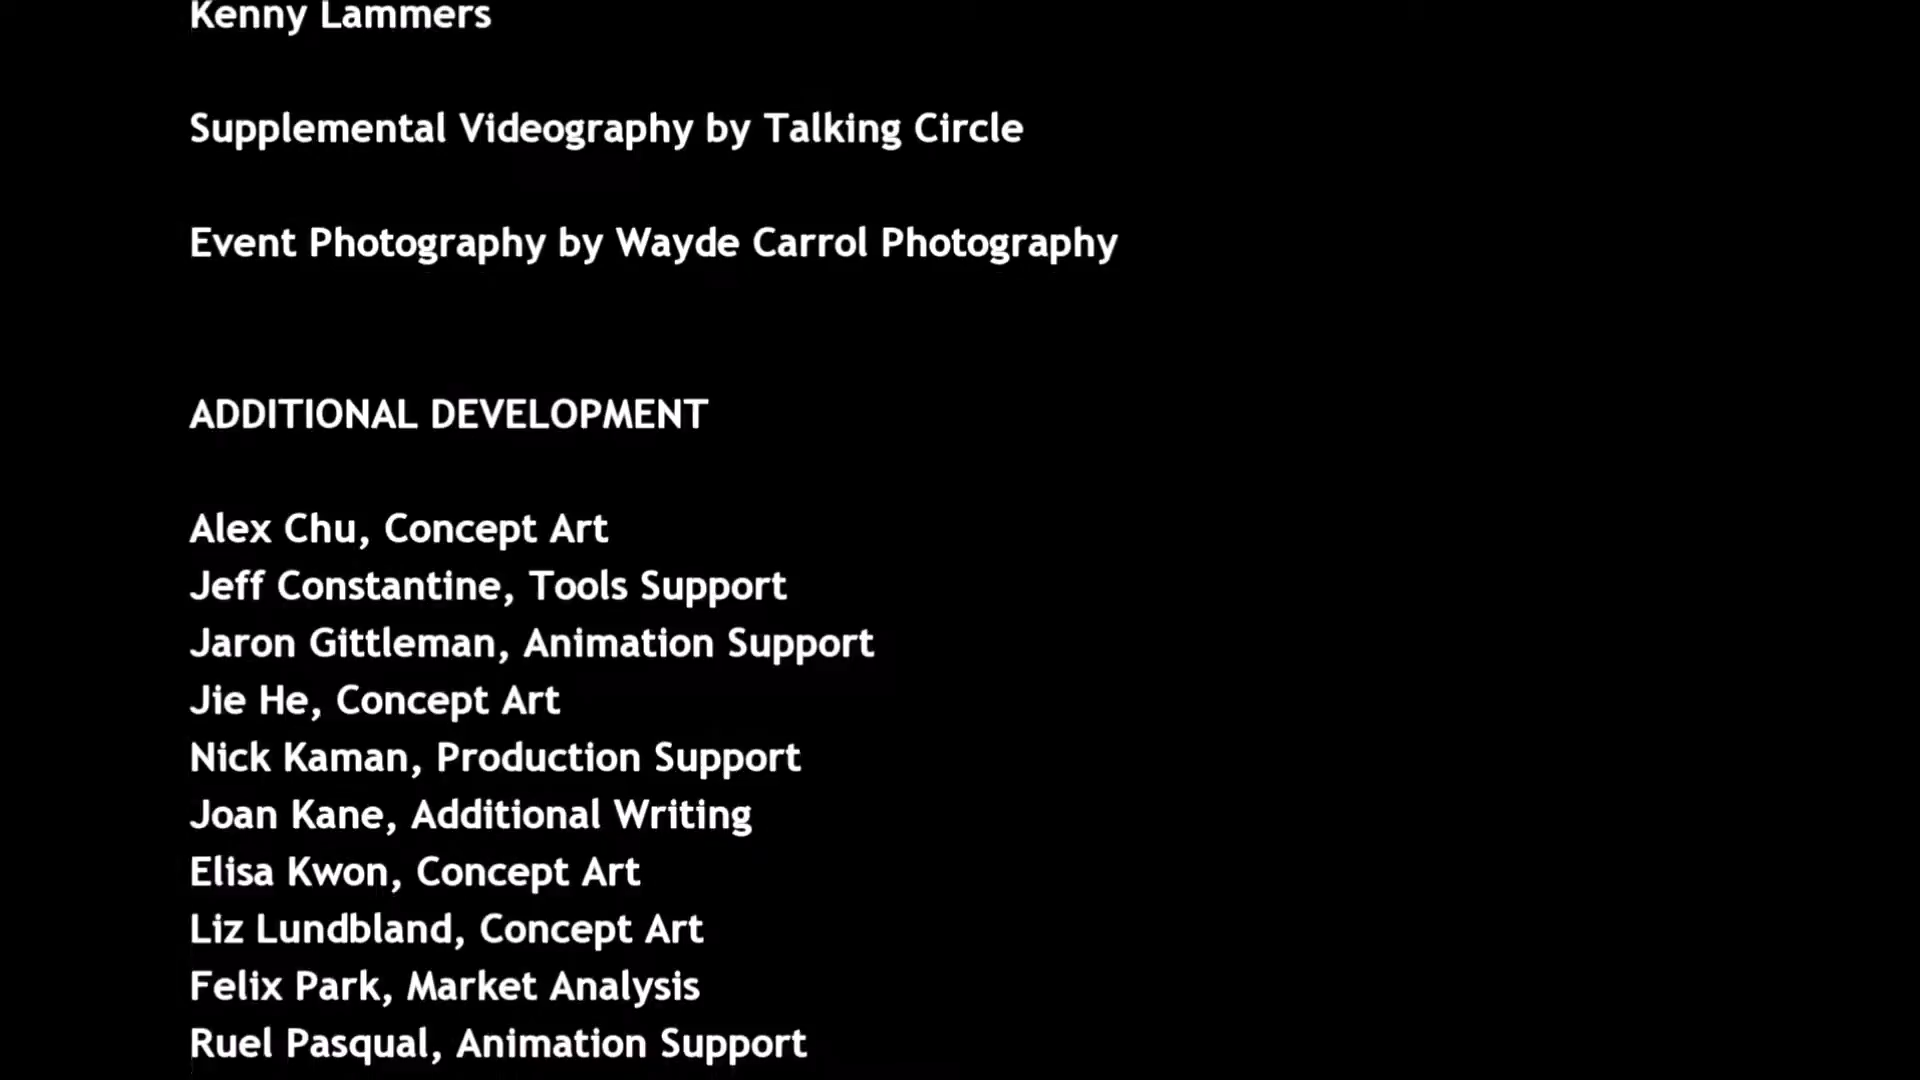 Kenny Lammers
Supplemental Videography by Talking Circle
Event Photography by Wayde Carrol Photography
ADDITIONAL DEVELOPMENT
Alex Chu, Concept Art
Jeff Constantine, Tools Support
Jaron Gittleman, Animation Support
Jie He, Concept Art
Nick Kaman, Production Support
Joan Kane, Additional Writing
Elisa Kwon, Concept Art
Liz Lundbland, Concept Art
Felix Park, Market Analysis
Ruel Pasqual, Animation Support